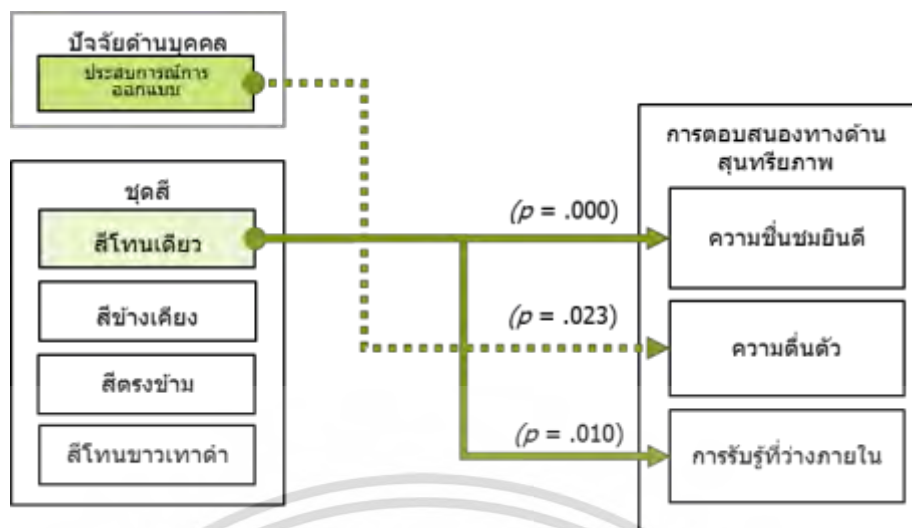 ปัจจัยด้านบุคคล
ประสบการณ์การ
ออกแบบ
ชุดสี
สีโทนเดียว
สีข้างเคียง
สีตรงข้าม
สีโทนขาวเทาดำ
(p = .000)
(p = .023)
(p = .010)
การตอบสนองทางด้าน
สุนทรียภาพ
ความชื่นชมยินดี
ความตื่นตัว
การรับรู้ที่ว่างภายใน